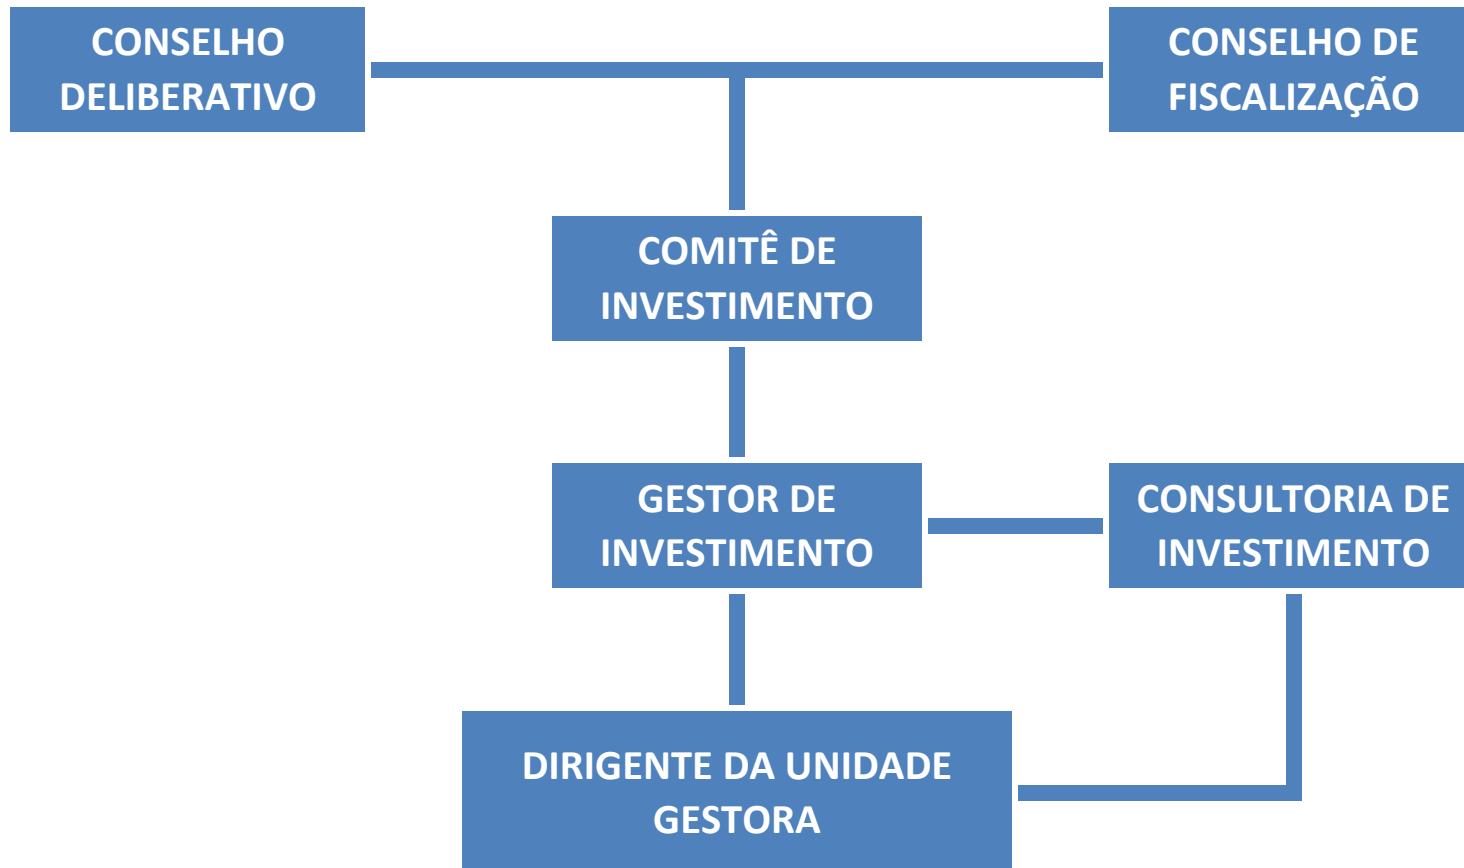 CONSELHO
DELIBERATIVO
CONSELHO DE
FISCALIZAÇÃO
COMITÊ DE
INVESTIMENTO
GESTOR DE
INVESTIMENTO
CONSULTORIA DE
INVESTIMENTO
DIRIGENTE DA UNIDADE
GESTORA